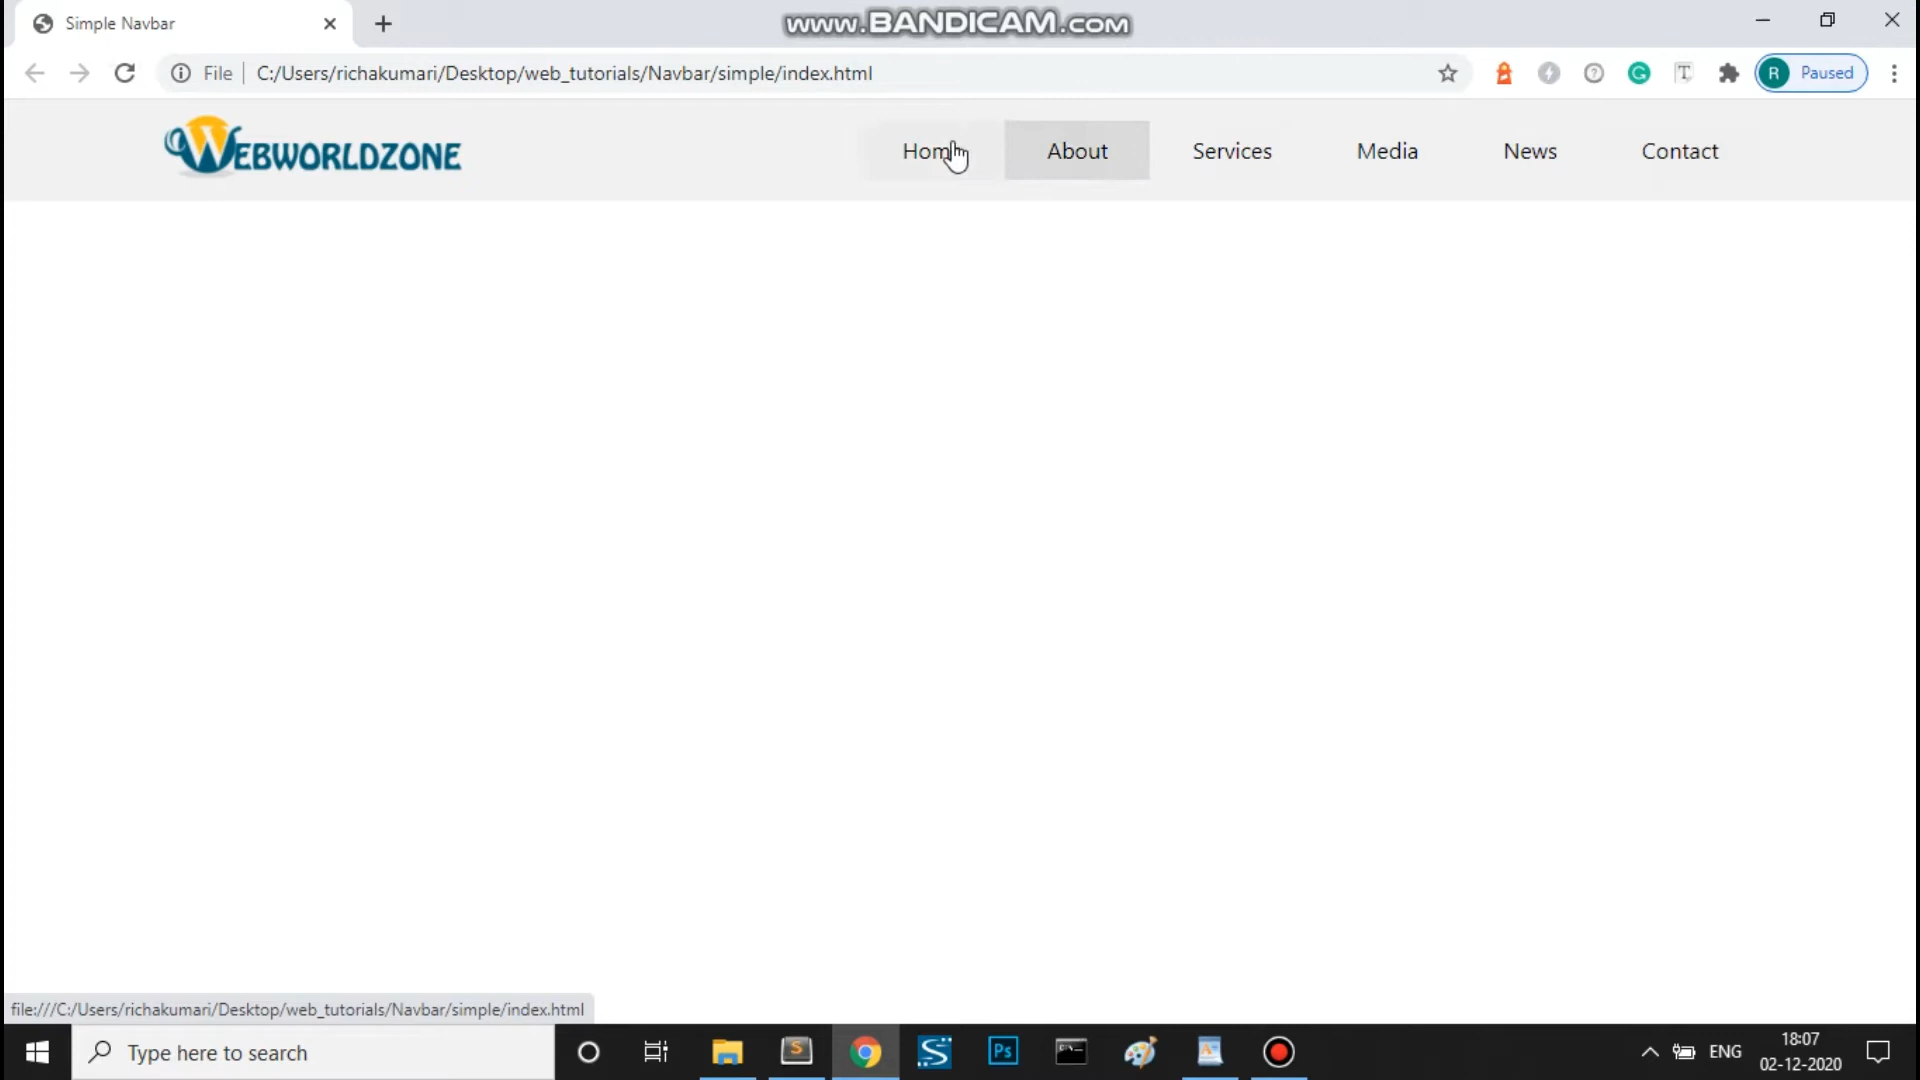 Simple Navbar
www.BANDICAM.com
File
C:/Users/richakumari/Desktop/web_tutorials/Navbar/simple/index.html
R
Paused
WEBWORLDZONE
Home
About
Services
Media
News
Contact
file:///C:/Users/richakumari/Desktop/web_tutorials/Navbar/simple/index.html
Type here to search
Ps
ENG
18:07
02-12-2020